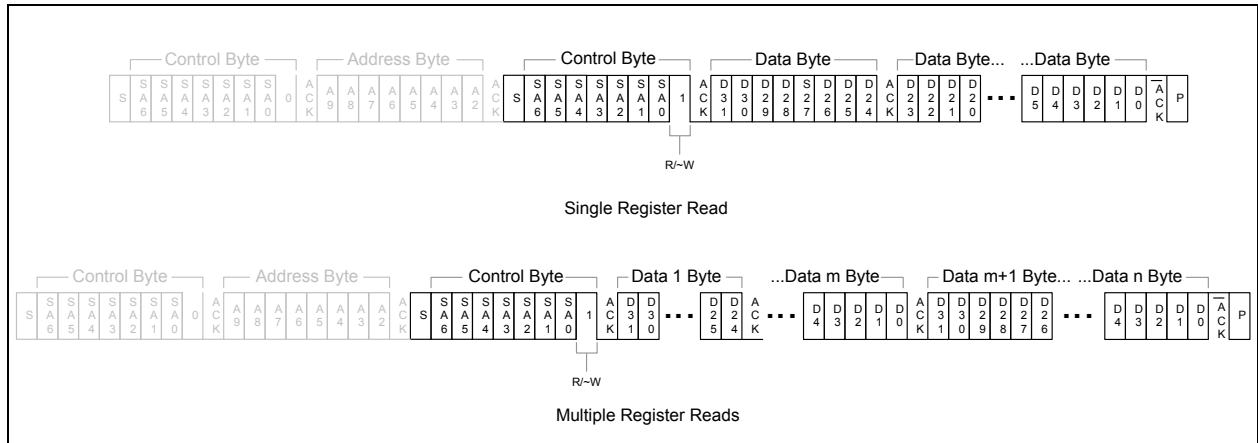 Control Byte Address Byte Control Byte Data Byte Data Byte... ...Data Byte
S SA6 SA5 SA4 SA3 SA2 SA1 SA0 0 ACK A9 A8 A7 A6 A5 A4 A3 A2 ACK S SA6 SA5 SA4 SA3 SA2 SA1 SA0 1 ACK D31 D30 D29 D28 S27 D26 D25 D24 ACK D23 D22 D21 D20 ... D5 D4 D3 D2 D1 D0 A̅CK P
R/~W
Single Register Read
Control Byte Address Byte Control Byte Data 1 Byte ...Data m Byte Data m+1 Byte... ...Data n Byte
S SA6 SA5 SA4 SA3 SA2 SA1 SA0 0 ACK A9 A8 A7 A6 A5 A4 A3 A2 ACK S SA6 SA5 SA4 SA3 SA2 SA1 SA0 1 ACK D31 D30 ... D25 D24 ACK ... D4 D3 D2 D1 D0 ACK D31 D30 D29 D28 D27 D26 ... D4 D3 D2 D1 D0 A̅CK P
R/~W
Multiple Register Reads